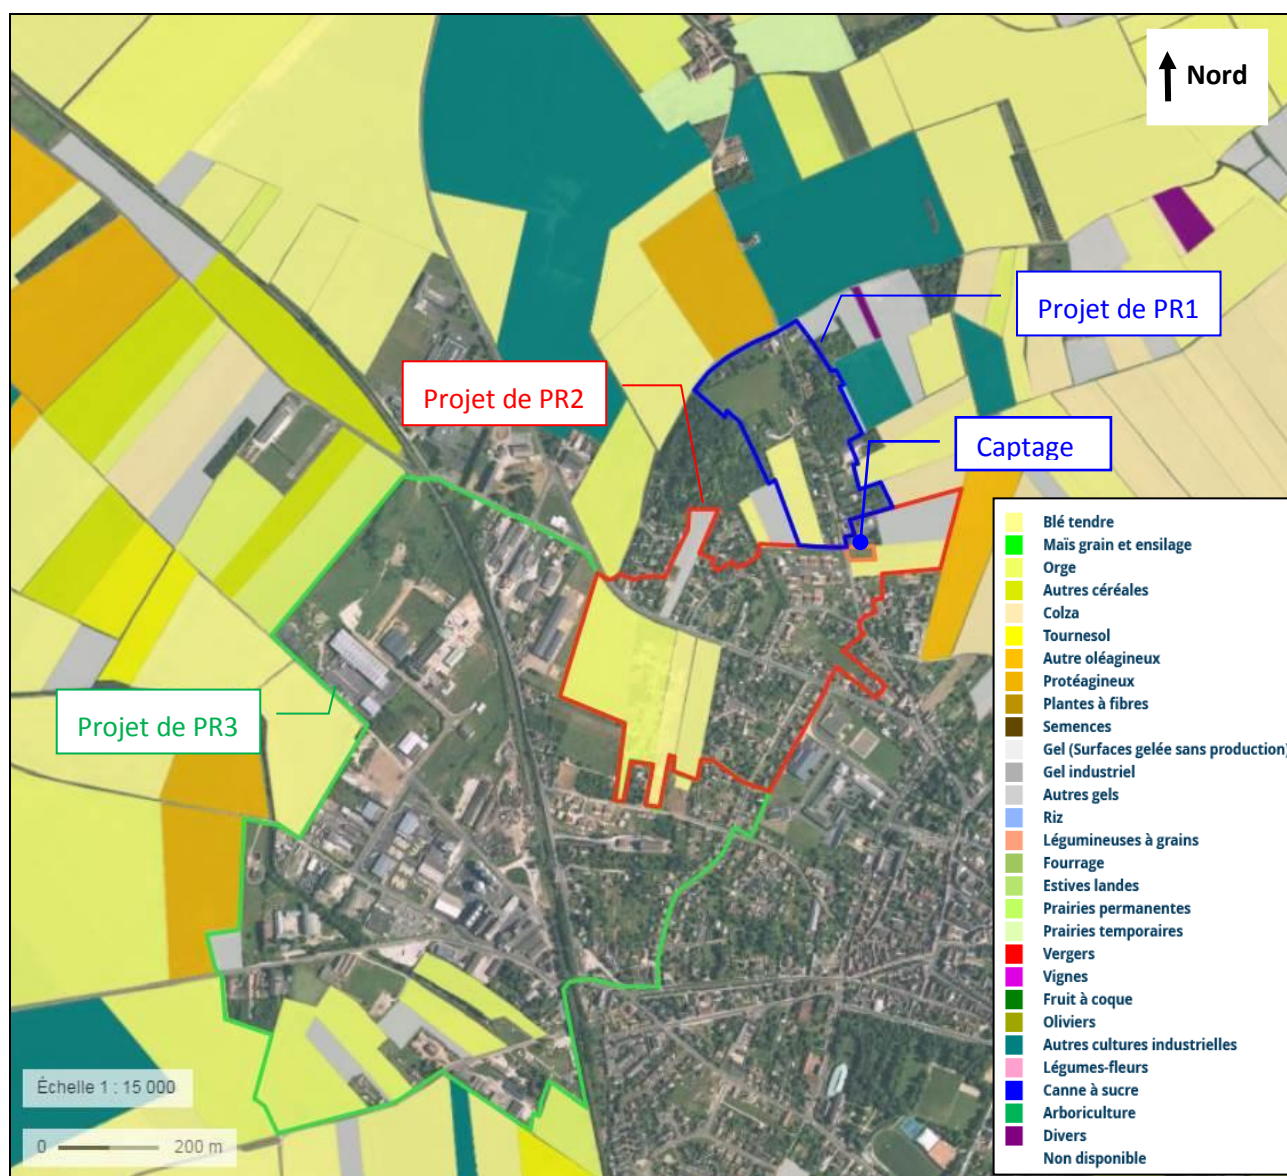 Nord
Projet de PR1
Projet de PR2
Captage
Projet de PR3
Blé tendre
Maïs grain et ensilage
Orge
Autres céréales
Colza
Tournesol
Autre oléagineux
Protéagineux
Plantes à fibres
Semences
Gel (Surfaces gelée sans production)
Gel industriel
Autres gels
Riz
Légumineuses à grains
Fourrage
Estives landes
Prairies permanentes
Prairies temporaires
Vergers
Vignes
Fruit à coque
Oliviers
Autres cultures industrielles
Légumes-fleurs
Canne à sucre
Arboriculture
Divers
Non disponible
Échelle 1 : 15 000
0 200 m